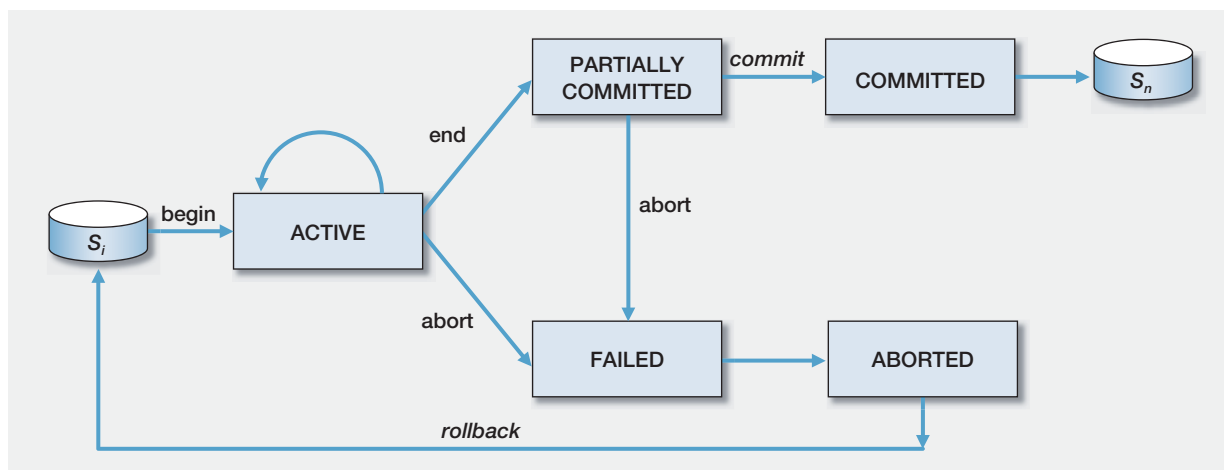 PARTIALLY
COMMITTED
commit
COMMITTED
Sn
end
begin
ACTIVE
Si
abort
abort
FAILED
ABORTED
rollback